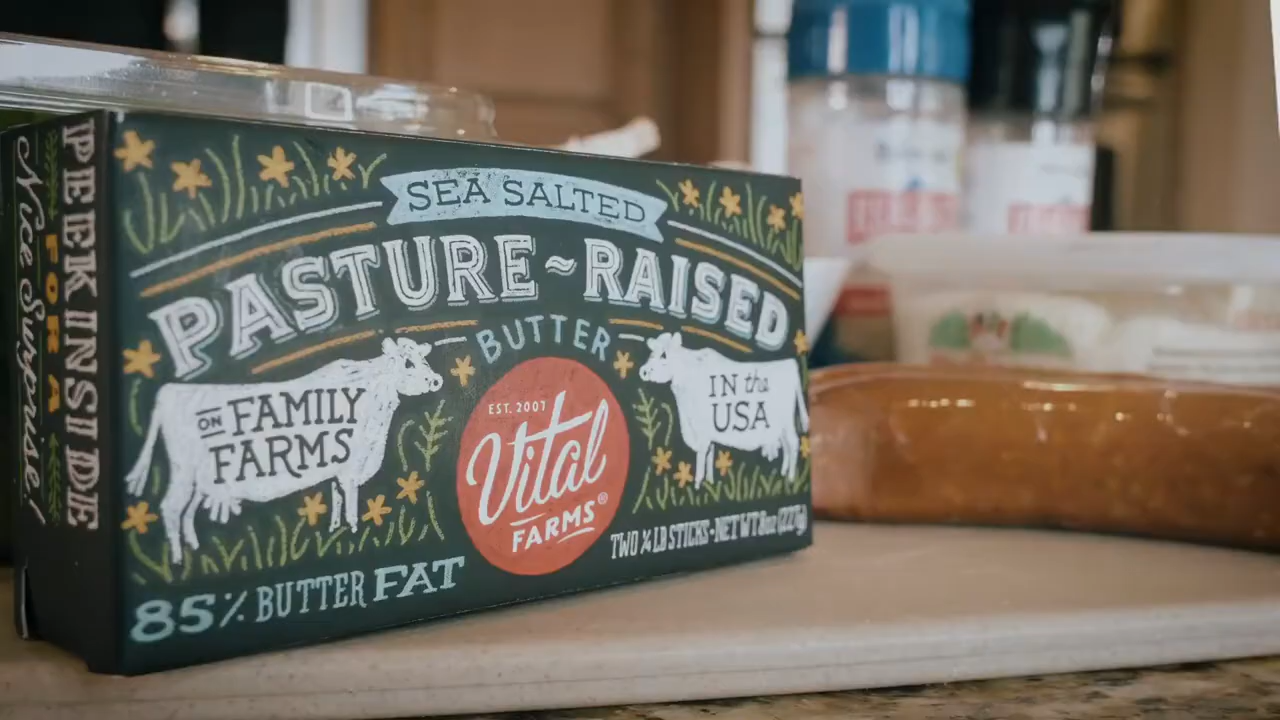 PEEK INSIDE
FOR A
Nice Surprise!
SEA SALTED
PASTURE~RAISED
BUTTER
ON FAMILY
FARMS
IN the
USA
EST. 2007
Vital
FARMS®
TWO ¼ LB STICKS-NET WT 8oz (227g)
85% BUTTER FAT